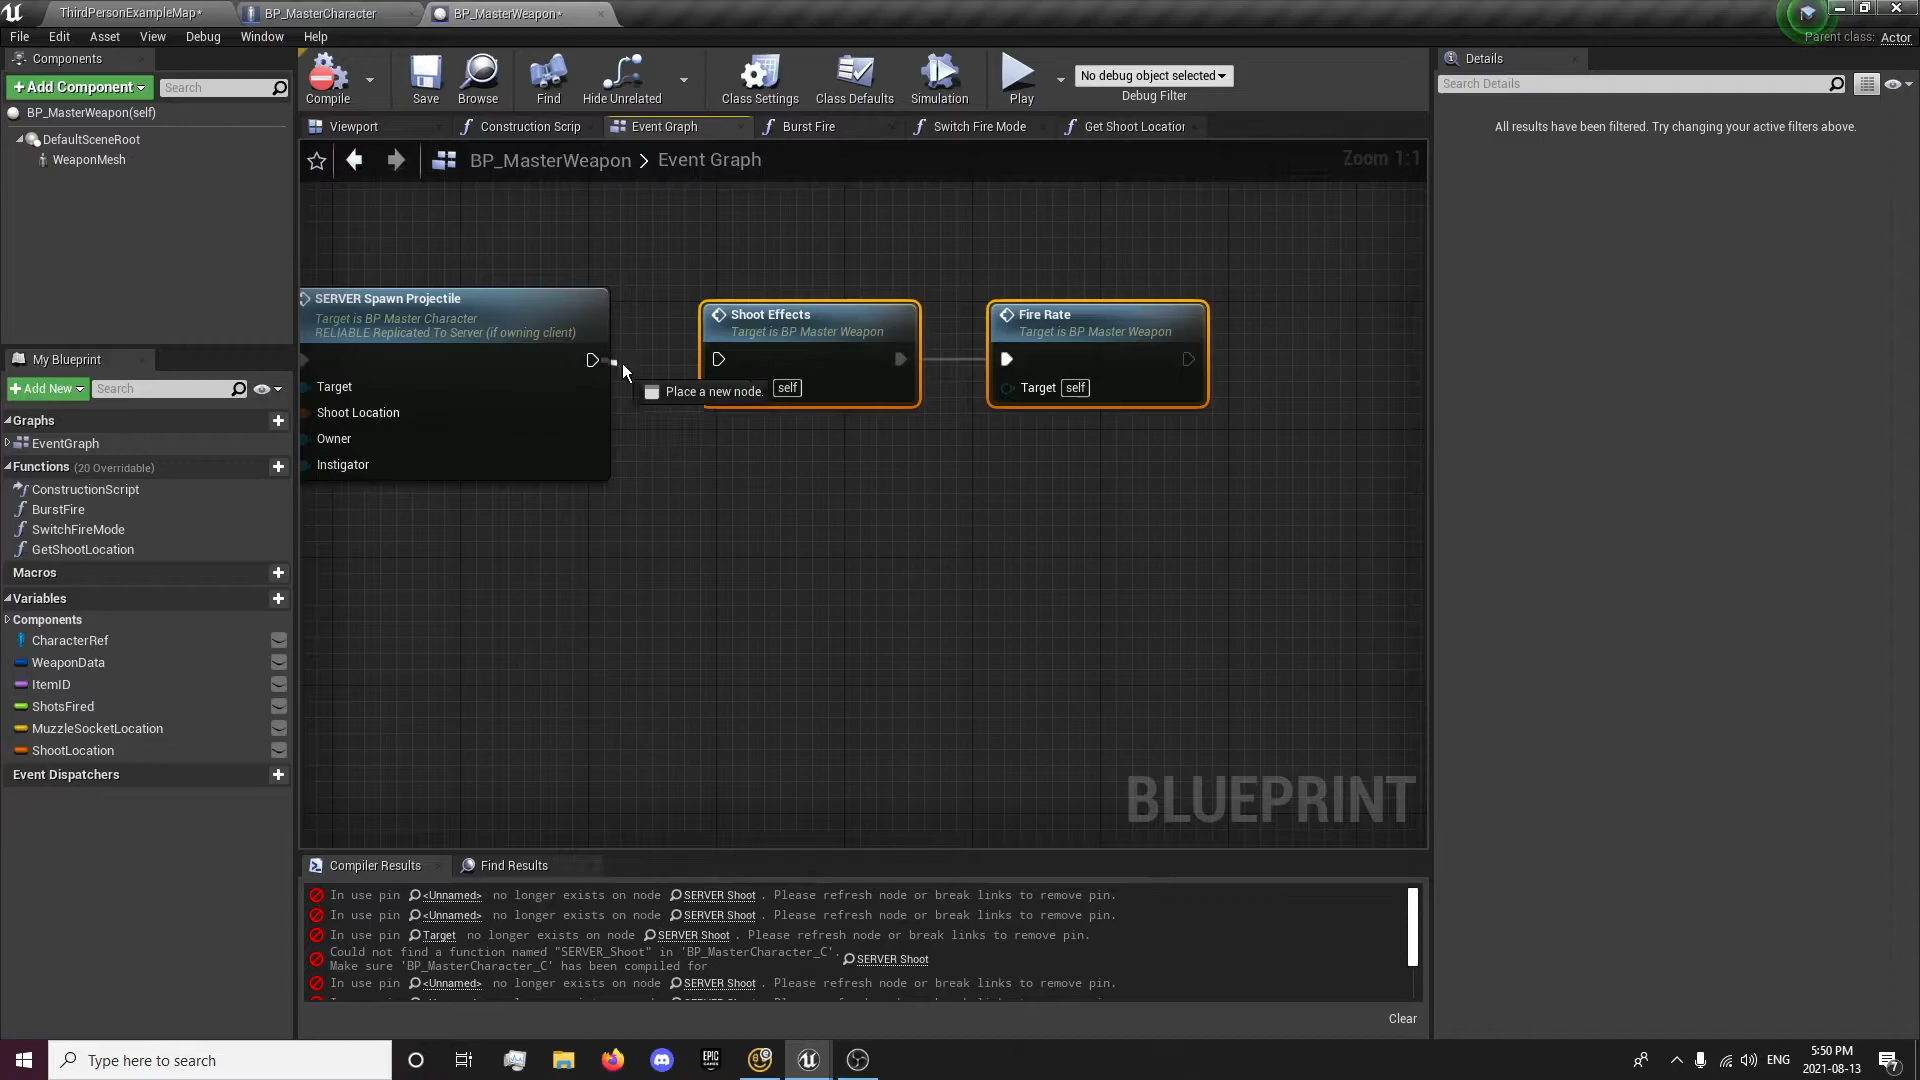 ThirdPersonExampleMap*
BP_MasterCharacter
BP_MasterWeapon*
File Edit Asset View Debug Window Help
Parent class: Actor
Components
+Add Component
Search
BP_MasterWeapon(self)
DefaultSceneRoot
WeaponMesh
Compile
Save
Browse
Find
Hide Unrelated
Class Settings
Class Defaults
Simulation
Play
No debug object selected
Debug Filter
Viewport
Construction Scrip
Event Graph
Burst Fire
Switch Fire Mode
Get Shoot Location
BP_MasterWeapon > Event Graph
Zoom 1:1
SERVER Spawn Projectile
Target is BP Master Character
RELIABLE Replicated To Server (if owning client)
Target
Shoot Location
Owner
Instigator
Shoot Effects
Target is BP Master Weapon
self
Place a new node.
Fire Rate
Target is BP Master Weapon
Target self
BLUEPRINT
Details
Search Details
All results have been filtered. Try changing your active filters above.
My Blueprint
+Add New
Search
Graphs
EventGraph
Functions (20 Overridable)
ConstructionScript
BurstFire
SwitchFireMode
GetShootLocation
Macros
Variables
Components
CharacterRef
WeaponData
ItemID
ShotsFired
MuzzleSocketLocation
ShootLocation
Event Dispatchers
Compiler Results
Find Results
In use pin <Unnamed> no longer exists on node SERVER Shoot . Please refresh node or break links to remove pin.
In use pin <Unnamed> no longer exists on node SERVER Shoot . Please refresh node or break links to remove pin.
In use pin Target no longer exists on node SERVER Shoot . Please refresh node or break links to remove pin.
Could not find a function named "SERVER_Shoot" in 'BP_MasterCharacter_C'.
Make sure 'BP_MasterCharacter_C' has been compiled for SERVER Shoot
In use pin <Unnamed> no longer exists on node SERVER Shoot . Please refresh node or break links to remove pin.
Clear
Type here to search
EPIC
ENG
5:50 PM
2021-08-13
7